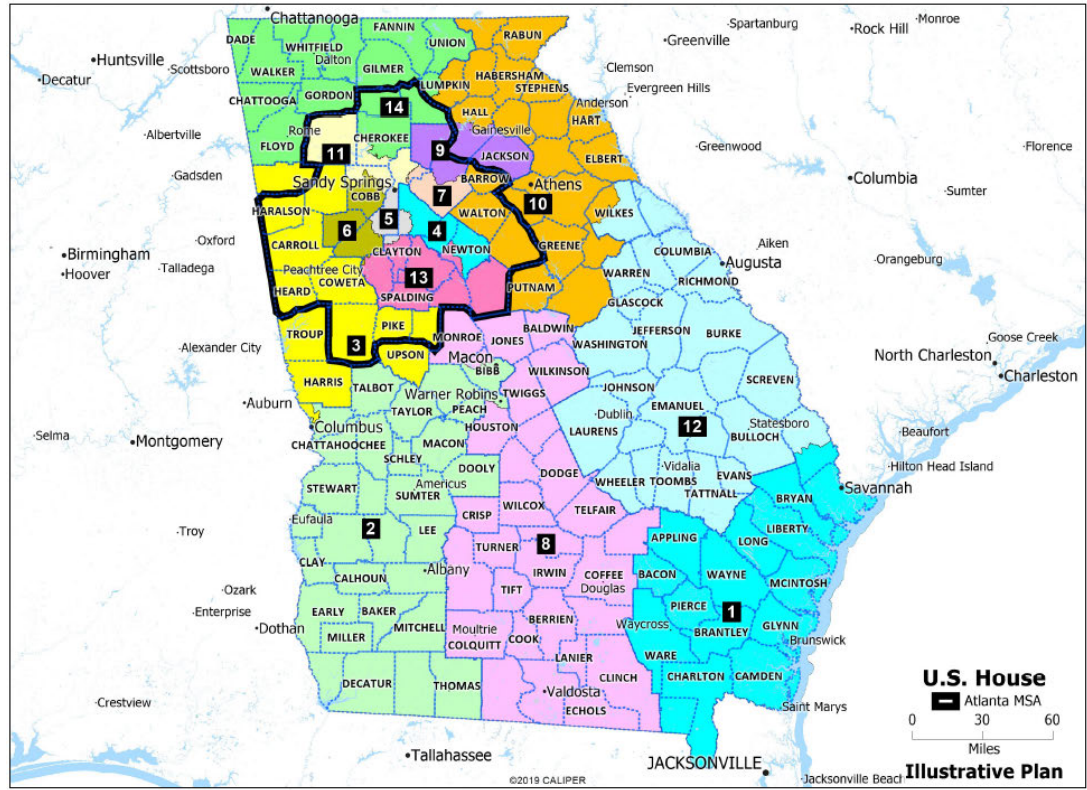 Chattanooga
Spartanburg
Monroe
Rock Hill
Greenville
FANNIN
RABUN
DADE
WHITFIELD
UNION
Dalton
Huntsville
Scottsboro
Decatur
WALKER
GILMER
HABERSHAM
Clemson
STEPHENS
Evergreen Hills
LUMPKIN
CHATTOOGA
GORDON
14
HALL
Anderson
HART
Albertville
Rome
CHEROKEE
Gainesville
Greenwood
Florence
FLOYD
11
9
JACKSON
ELBERT
Gadsden
Sandy Springs
BARROW
Athens
Columbia
COBB
7
10
Sumter
HARALSON
5
WALTON
WILKES
6
4
Oxford
CARROLL
CLAYTON
NEWTON
GREENE
Aiken
Birmingham
COLUMBIA
Orangeburg
Hoover
Talladega
Peachtree City
13
Augusta
COWETA
WARREN
RICHMOND
HEARD
SPALDING
PUTNAM
GLASCOCK
TROUP
PIKE
BALDWIN
JEFFERSON
BURKE
MONROE
JONES
WASHINGTON
Goose Creek
Alexander City
3
UPSON
Macon
North Charleston
BIBB
WILKINSON
Charleston
HARRIS
TALBOT
JOHNSON
SCREVEN
Warner Robins
TWIGGS
Auburn
TAYLOR
PEACH
EMANUEL
Dublin
Statesboro
Selma
Columbus
HOUSTON
LAURENS
12
BULLOCH
Beaufort
Montgomery
CHATTAHOOCHEE
MACON
SCHLEY
DOOLY
Vidalia
Hilton Head Island
DODGE
EVANS
STEWART
Americus
WHEELER
TOOMBS
Savannah
SUMTER
TATTNALL
BRYAN
WILCOX
TELFAIR
CRISP
Eufaula
2
LEE
LIBERTY
Troy
APPLING
LONG
8
TURNER
CLAY
Albany
IRWIN
COFFEE
BACON
WAYNE
CALHOUN
MCINTOSH
Ozark
TIFT
Douglas
PIERCE
1
EARLY
BAKER
BERRIEN
GLYNN
Enterprise
Dothan
MITCHELL
Moultrie
Waycross
BRANTLEY
MILLER
COLQUITT
COOK
Brunswick
LANIER
WARE
CLINCH
CHARLTON
CAMDEN
U.S. House
DECATUR
THOMAS
Valdosta
Atlanta MSA
Crestview
ECHOLS
Saint Marys
0 30 60
Miles
Tallahassee
JACKSONVILLE
Illustrative Plan
©2019 CALIPER
Jacksonville Beach